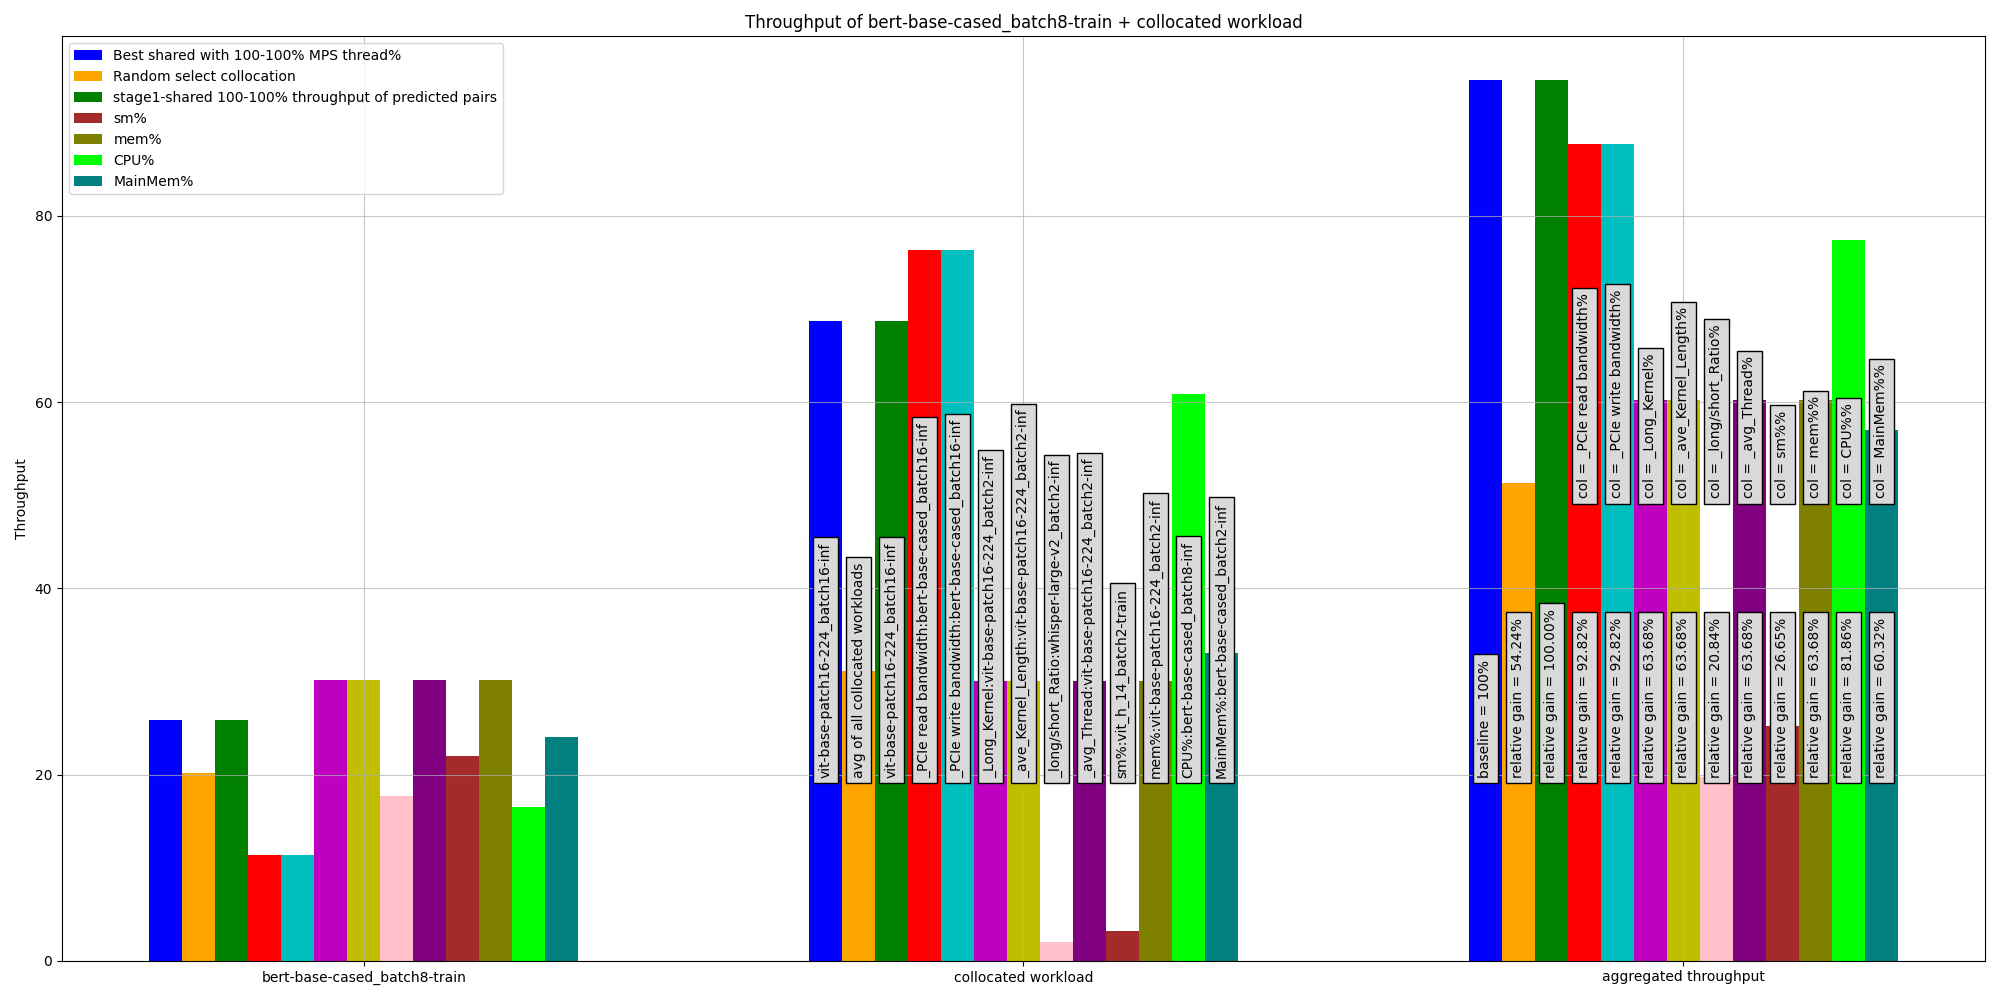 Throughput of bert-base-cased_batch8-train + collocated workload
Best shared with 100-100% MPS thread%
Random select collocation
stage1-shared 100-100% throughput of predicted pairs
sm%
mem%
CPU%
MainMem%
Throughput
80
60
40
20
0
vit-base-patch16-224_batch16-inf
avg of all collocated workloads
vit-base-patch16-224_batch16-inf
_PCIe read bandwidth:bert-base-cased_batch16-inf
_PCIe write bandwidth:bert-base-cased_batch16-inf
_Long_Kernel:vit-base-patch16-224_batch2-inf
_ave_Kernel_Length:vit-base-patch16-224_batch2-inf
_long/short_Ratio:whisper-large-v2_batch2-inf
_avg_Thread:vit-base-patch16-224_batch2-inf
sm%:vit_h_14_batch2-train
mem%:vit-base-patch16-224_batch2-inf
CPU%:bert-base-cased_batch8-inf
MainMem%:bert-base-cased_batch2-inf
col = _PCIe read bandwidth%
col = _PCIe write bandwidth%
col = _Long_Kernel%
col = _ave_Kernel_Length%
col = _long/short_Ratio%
col = _avg_Thread%
col = sm%%
col = mem%%
col = CPU%%
col = MainMem%%
baseline = 100%
relative gain = 54.24%
relative gain = 100.00%
relative gain = 92.82%
relative gain = 92.82%
relative gain = 63.68%
relative gain = 63.68%
relative gain = 20.84%
relative gain = 63.68%
relative gain = 26.65%
relative gain = 63.68%
relative gain = 81.86%
relative gain = 60.32%
bert-base-cased_batch8-train
collocated workload
aggregated throughput